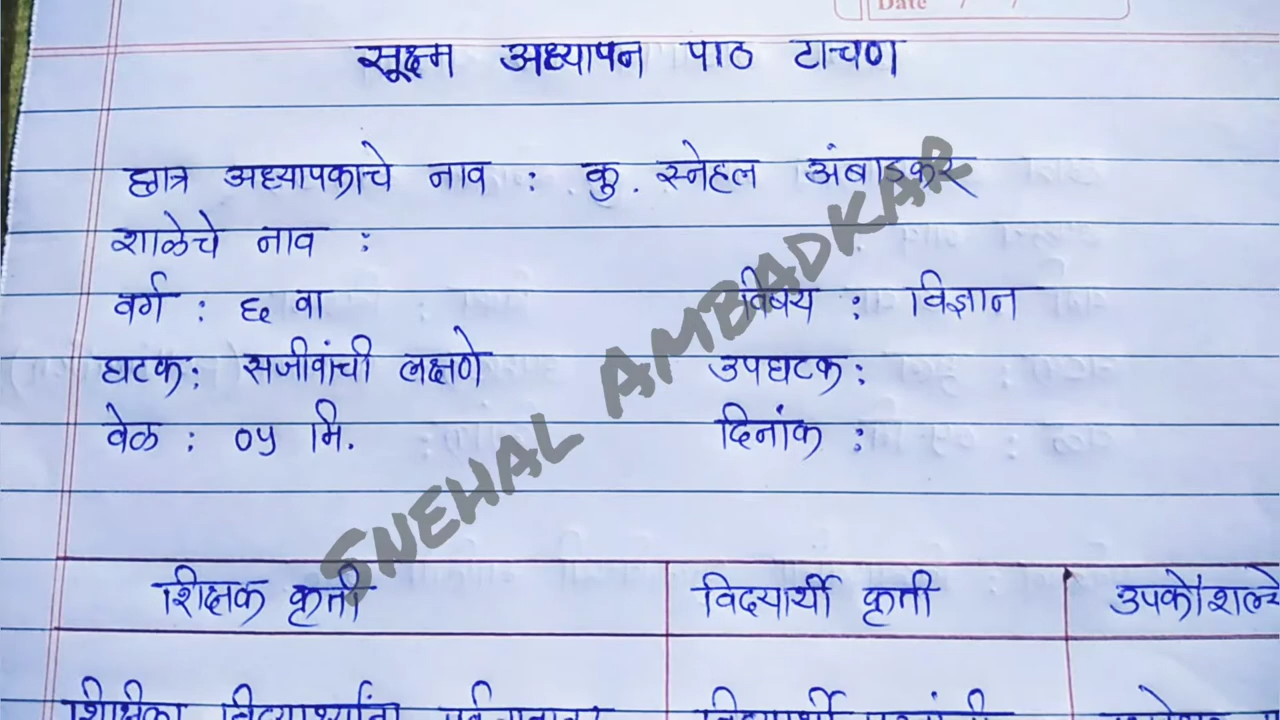 Date / /
सूक्ष्म अध्यापन पाठ टाचण
छात्र अध्यापकाचे नाव : कु. स्नेहल अंबाडकर
शाळेचे नाव :
वर्ग : ६ वा विषय : विज्ञान
घटक : सजीवांची लक्षणे उपघटक :
वेळ : ०५ मि. दिनांक :
SNEHAL AMBADKAR
शिक्षक कृती विद्यार्थी कृती उपकौशल्ये